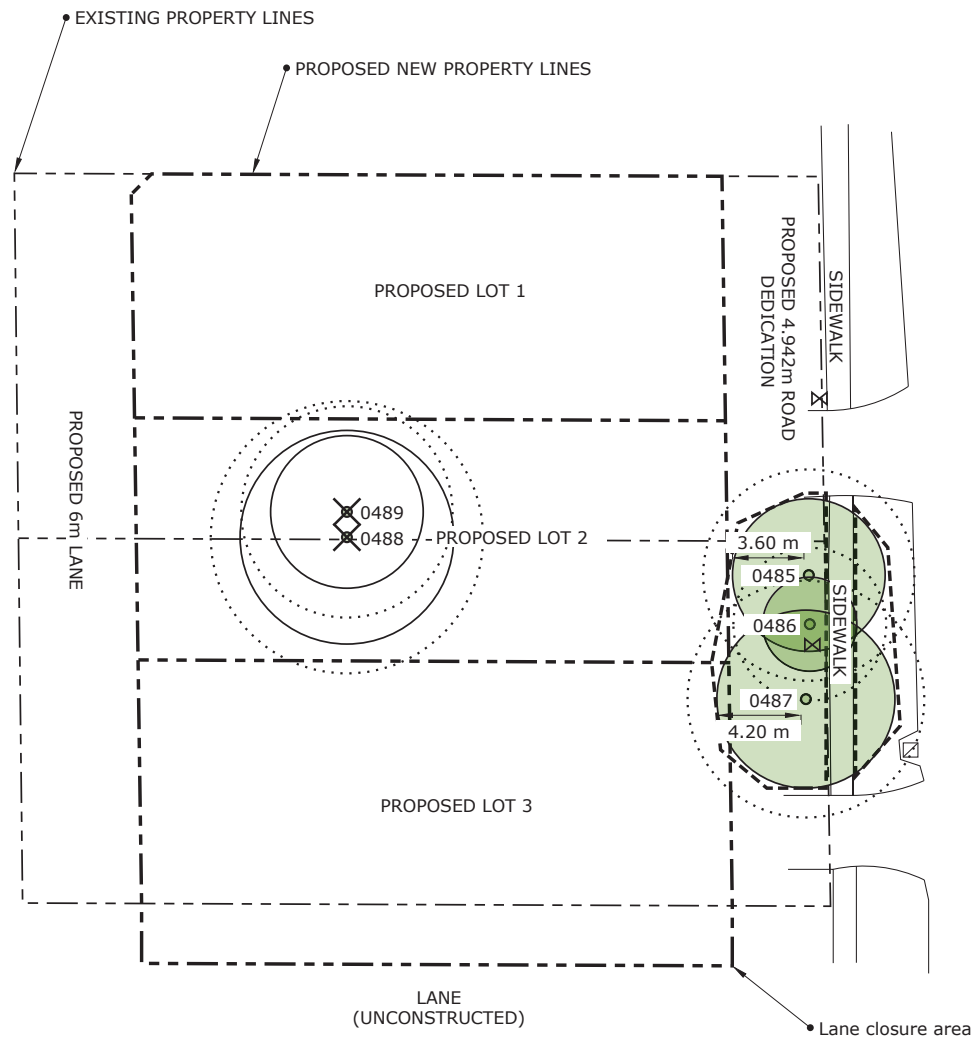 EXISTING PROPERTY LINES
PROPOSED NEW PROPERTY LINES
PROPOSED LOT 1
PROPOSED 4.942m ROAD
DEDICATION
SIDEWALK
PROPOSED 6m LANE
0489
0488
PROPOSED LOT 2
3.60 m
0485
0486
SIDEWALK
0487
4.20 m
PROPOSED LOT 3
LANE
(UNCONSTRUCTED)
Lane closure area